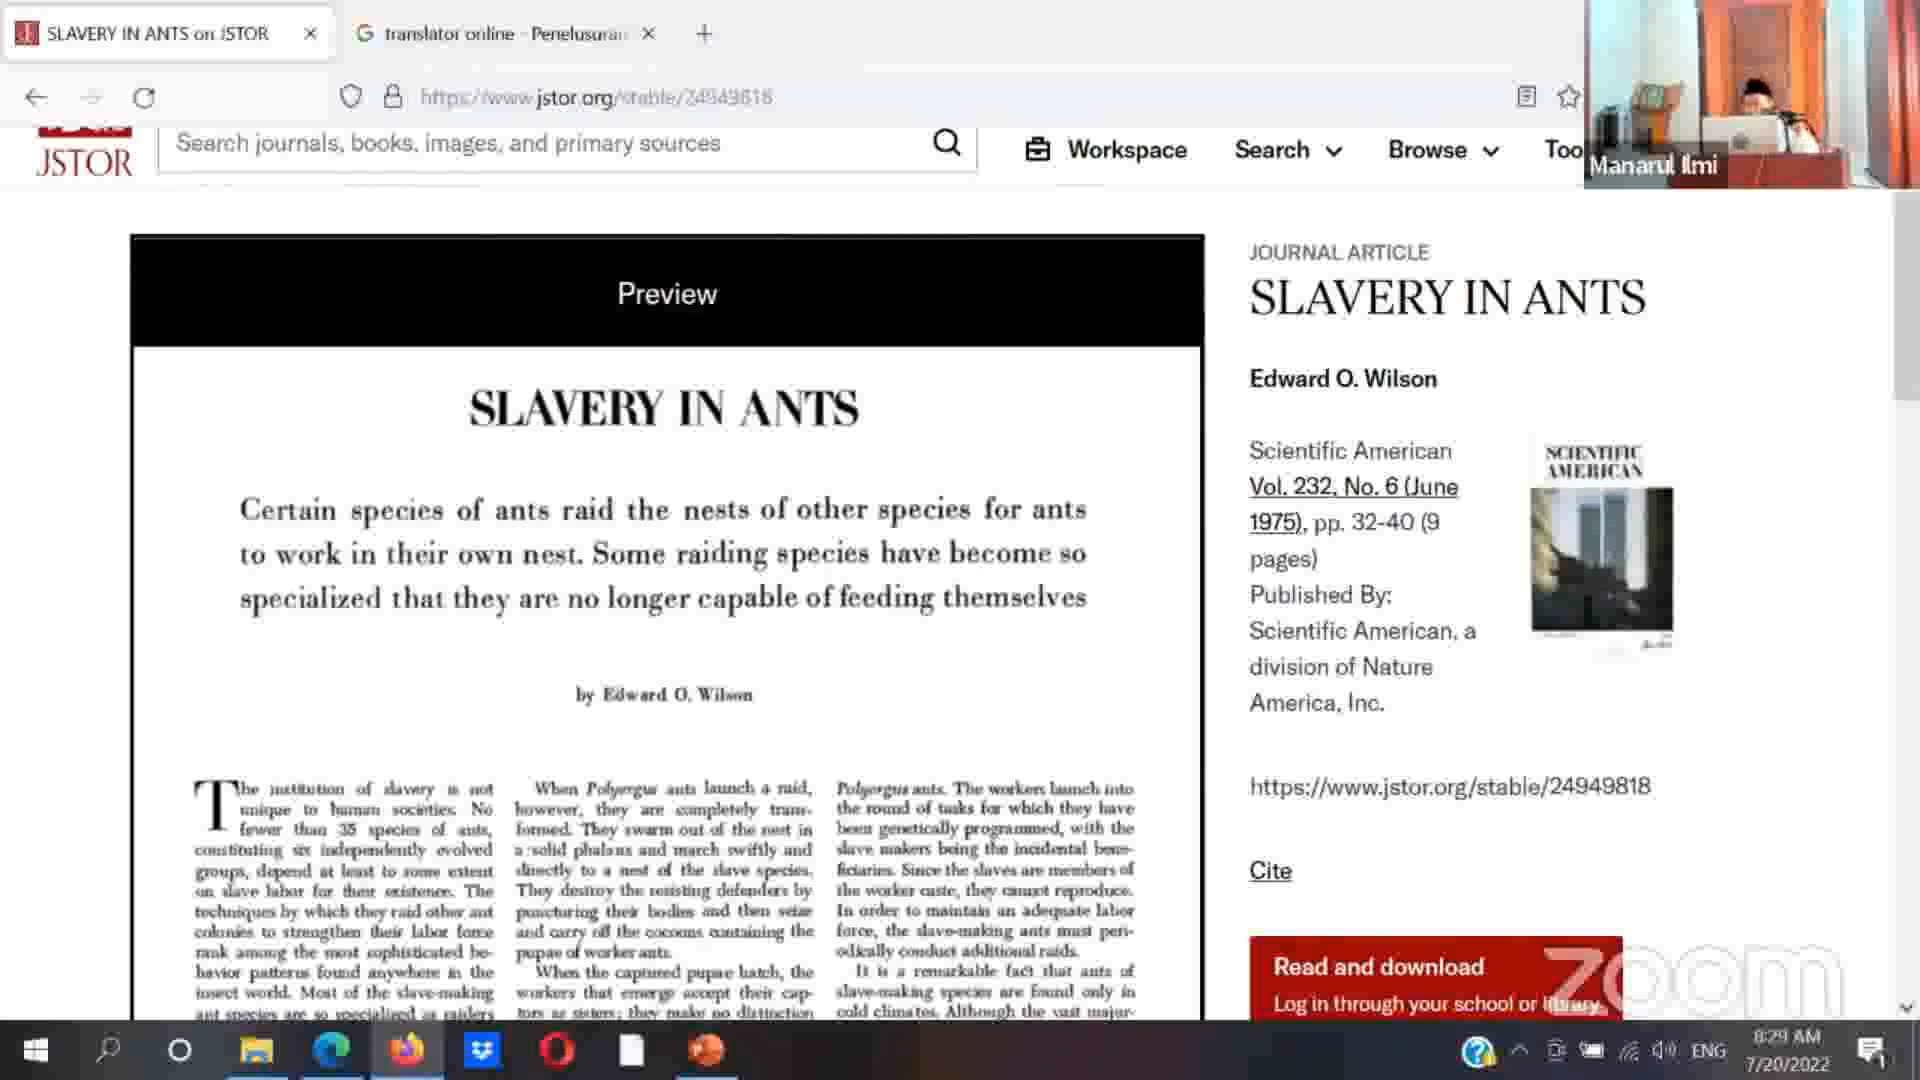 SLAVERY IN ANTS on JSTOR
translator online - Penelusuran
https://www.jstor.org/stable/24949818
JSTOR
Search journals, books, images, and primary sources
Workspace
Search
Browse
Too
Manarul Ilmi
Preview
SLAVERY IN ANTS
Certain species of ants raid the nests of other species for ants
to work in their own nest. Some raiding species have become so
specialized that they are no longer capable of feeding themselves
by Edward O. Wilson
The institution of slavery is not
unique to human societies. No
fewer than 35 species of ants,
constituting six independently evolved
groups, depend at least to some extent
on slave labor for their existence. The
techniques by which they raid other ant
colonies to strengthen their labor force
rank among the most sophisticated be-
havior patterns found anywhere in the
insect world. Most of the slave-making
ant species are so specialized as raiders
When Polyergus ants launch a raid,
however, they are completely trans-
formed. They swarm out of the nest in
a solid phalanx and march swiftly and
directly to a nest of the slave species.
They destroy the resisting defenders by
puncturing their bodies and then seize
and carry off the cocoons containing the
pupae of worker ants.
When the captured pupae hatch, the
workers that emerge accept their cap-
tors as sisters; they make no distinction
Polyergus ants. The workers launch into
the round of tasks for which they have
been genetically programmed, with the
slave makers being the incidental bene-
ficiaries. Since the slaves are members of
the worker caste, they cannot reproduce.
In order to maintain an adequate labor
force, the slave-making ants must peri-
odically conduct additional raids.
It is a remarkable fact that ants of
slave-making species are found only in
cold climates. Although the vast major-
JOURNAL ARTICLE
SLAVERY IN ANTS
Edward O. Wilson
Scientific American
Vol. 232, No. 6 (June
1975), pp. 32-40 (9
pages)
Published By:
Scientific American, a
division of Nature
America, Inc.
SCIENTIFIC
AMERICAN
https://www.jstor.org/stable/24949818
Cite
Read and download
Log in through your school or library
zoom
ENG
8:29 AM
7/20/2022
1